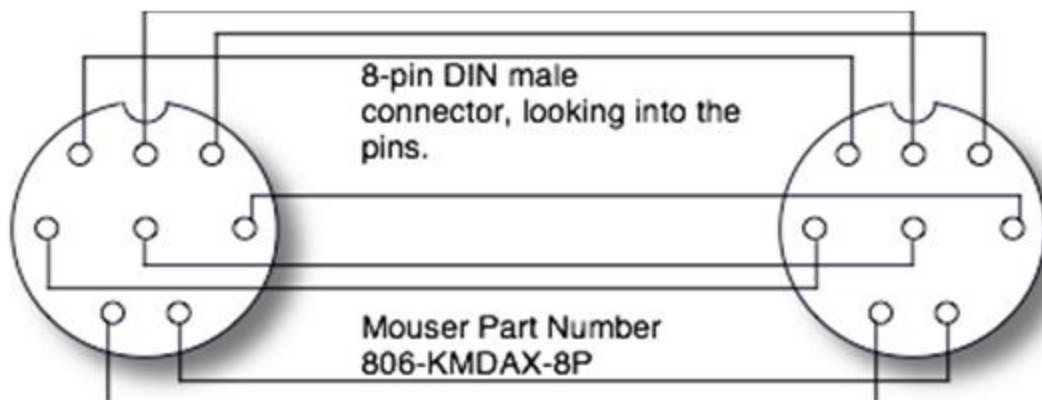 8-pin DIN male
connector, looking into the
pins.
Mouser Part Number
806-KMDAX-8P